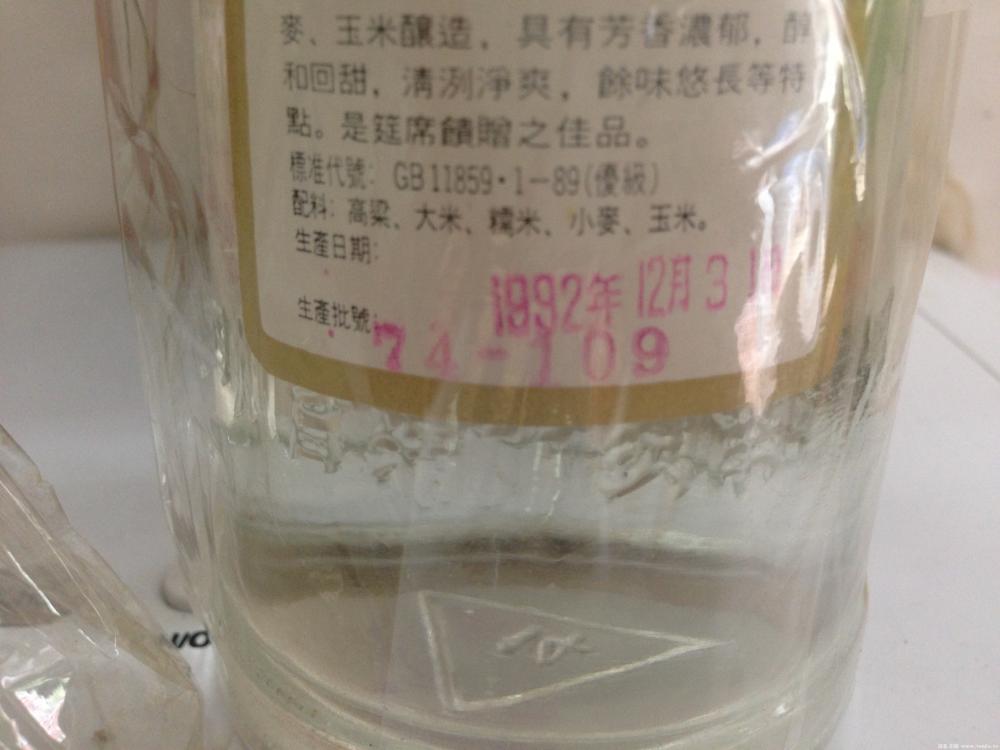 麥、玉米釀造，具有芳香濃郁，醇
和回甜，清洌淨爽，餘味悠長等特
點。是筵席饋贈之佳品。
標准代號：GB11859·1—89(優級)
配料：高梁、大米、糯米、小麥、玉米。
生產日期：
1992年12月3
生產批號：
74-109